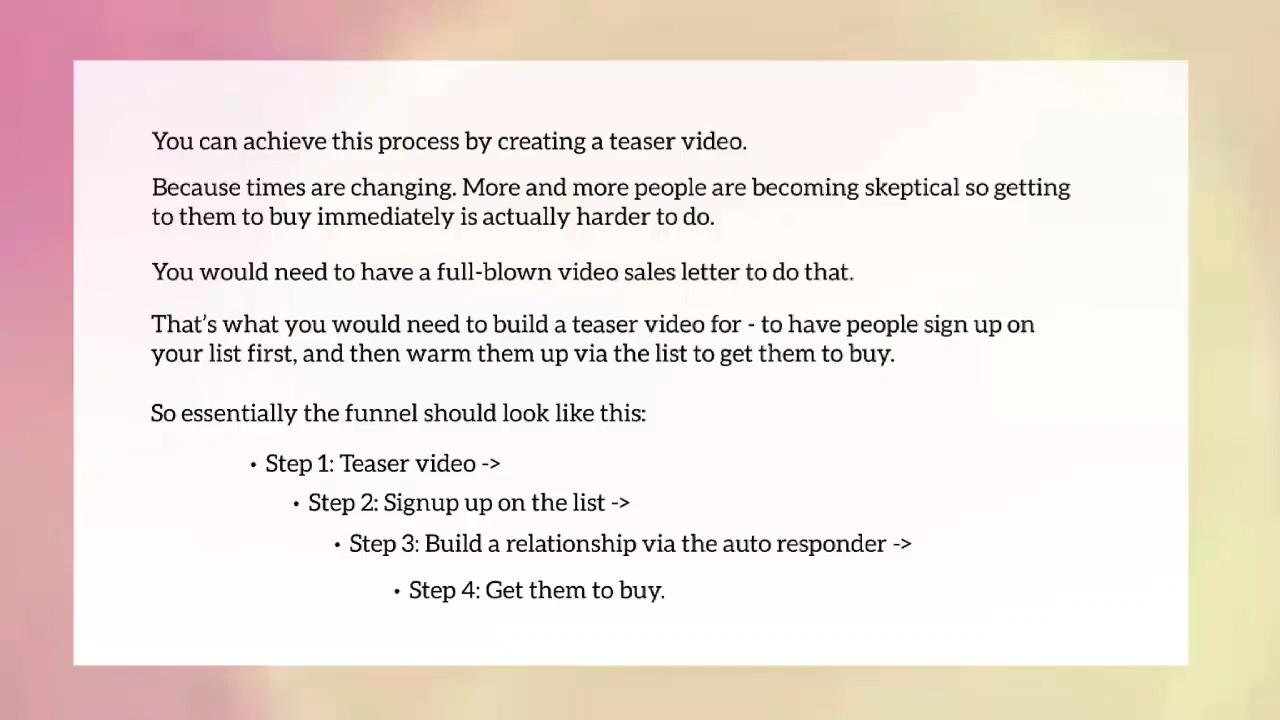 You can achieve this process by creating a teaser video.
Because times are changing. More and more people are becoming skeptical so getting
to them to buy immediately is actually harder to do.
You would need to have a full-blown video sales letter to do that.
That's what you would need to build a teaser video for - to have people sign up on
your list first, and then warm them up via the list to get them to buy.
So essentially the funnel should look like this:
• Step 1: Teaser video ->
• Step 2: Signup up on the list ->
• Step 3: Build a relationship via the auto responder ->
• Step 4: Get them to buy.